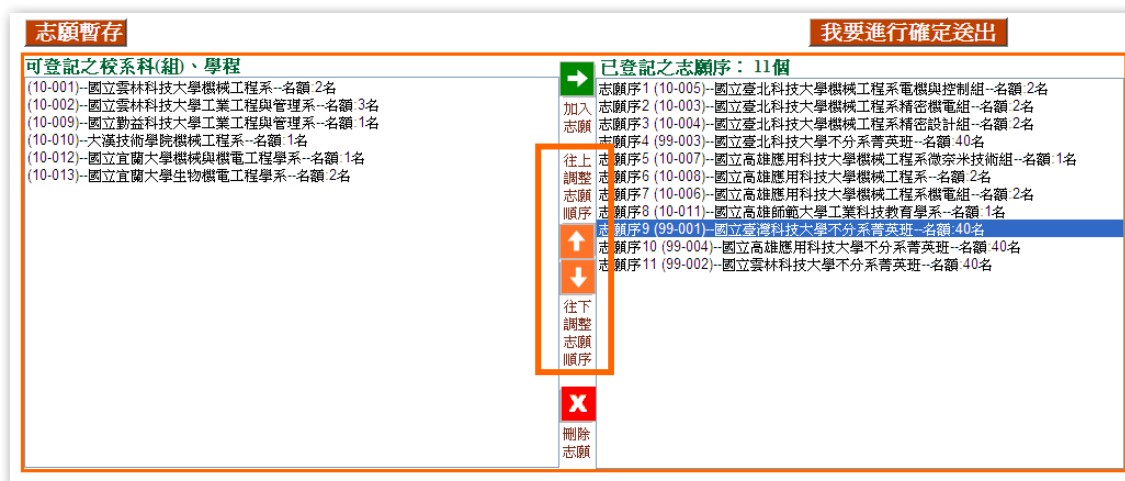 志願暫存
我要進行確定送出
可登記之校系科(組)、學程
(10-001)--國立雲林科技大學機械工程系--名額:2名
(10-002)--國立雲林科技大學工業工程與管理系--名額:3名
(10-009)--國立勤益科技大學工業工程與管理系--名額:1名
(10-010)--大漢技術學院機械工程系--名額:1名
(10-012)--國立宜蘭大學機械與機電工程學系--名額:1名
(10-013)--國立宜蘭大學生物機電工程學系--名額:2名
加入
志願
往上
調整
志願
順序
往下
調整
志願
順序
X
刪除
志願
已登記之志願序： 11個
志願序1 (10-005)--國立臺北科技大學機械工程系電機與控制組--名額:2名
志願序2 (10-003)--國立臺北科技大學機械工程系精密機電組--名額:2名
志願序3 (10-004)--國立臺北科技大學機械工程系精密設計組--名額:2名
志願序4 (99-003)--國立臺北科技大學不分系菁英班--名額:40名
志願序5 (10-007)--國立高雄應用科技大學機械工程系微奈米技術組--名額:1名
志願序6 (10-008)--國立高雄應用科技大學機械工程系--名額:2名
志願序7 (10-006)--國立高雄應用科技大學機械工程系機電組--名額:2名
志願序8 (10-011)--國立高雄師範大學工業科技教育學系--名額:1名
志願序9 (99-001)--國立臺灣科技大學不分系菁英班--名額:40名
志願序10 (99-004)--國立高雄應用科技大學不分系菁英班--名額:40名
志願序11 (99-002)--國立雲林科技大學不分系菁英班--名額:40名